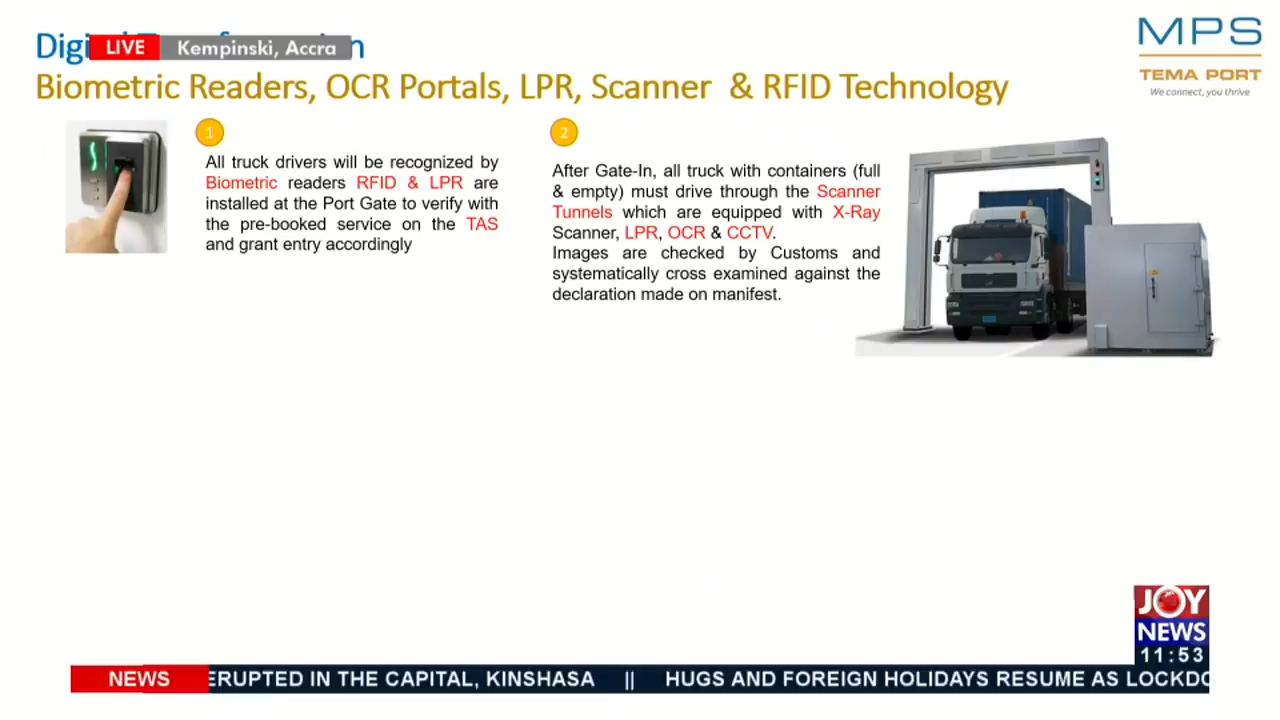 Digi
LIVE
Kempinski, Accra
n
MPS
TEMA PORT
We connect, you thrive
Biometric Readers, OCR Portals, LPR, Scanner & RFID Technology
1
All truck drivers will be recognized by
Biometric readers RFID & LPR are
installed at the Port Gate to verify with
the pre-booked service on the TAS
and grant entry accordingly
2
After Gate-In, all truck with containers (full
& empty) must drive through the Scanner
Tunnels which are equipped with X-Ray
Scanner, LPR, OCR & CCTV.
Images are checked by Customs and
systematically cross examined against the
declaration made on manifest.
JOY
NEWS
11:53
NEWS
ERUPTED IN THE CAPITAL, KINSHASA || HUGS AND FOREIGN HOLIDAYS RESUME AS LOCKDO